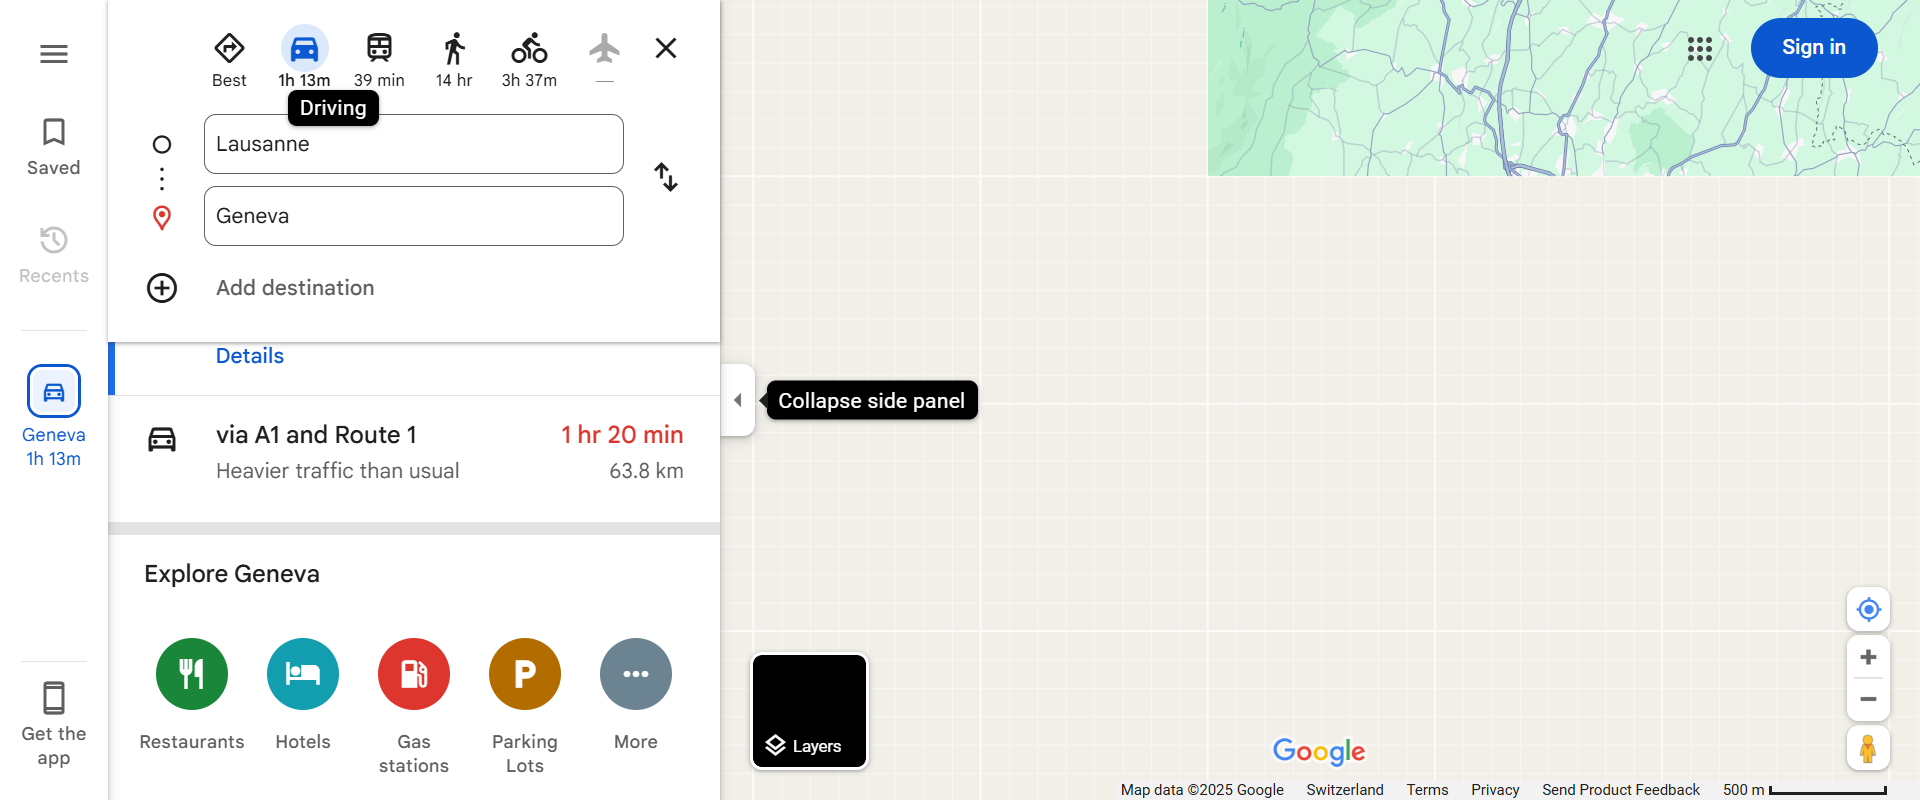 Saved
Recents
Geneva
1h 13m
Get the
app
Best
1h 13m
39 min
14 hr
3h 37m
—
Driving
Lausanne
Geneva
Add destination
Details
via A1 and Route 1
1 hr 20 min
Heavier traffic than usual
63.8 km
Explore Geneva
Restaurants
Hotels
Gas
stations
P
Parking
Lots
More
Collapse side panel
Sign in
Layers
Google
Map data ©2025 Google
Switzerland
Terms
Privacy
Send Product Feedback
500 m